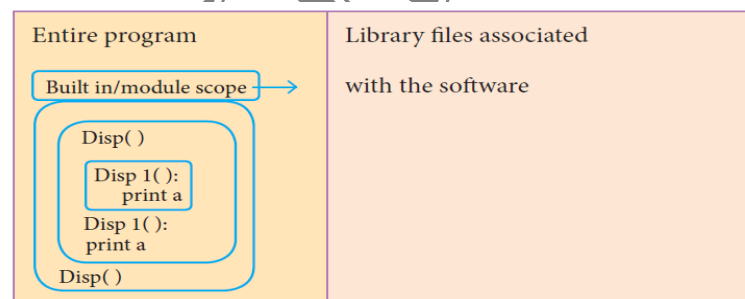 Entire program
Built in/module scope
Disp( )
Disp 1( ):
print a
Disp 1( ):
print a
Disp( )
Library files associated
with the software